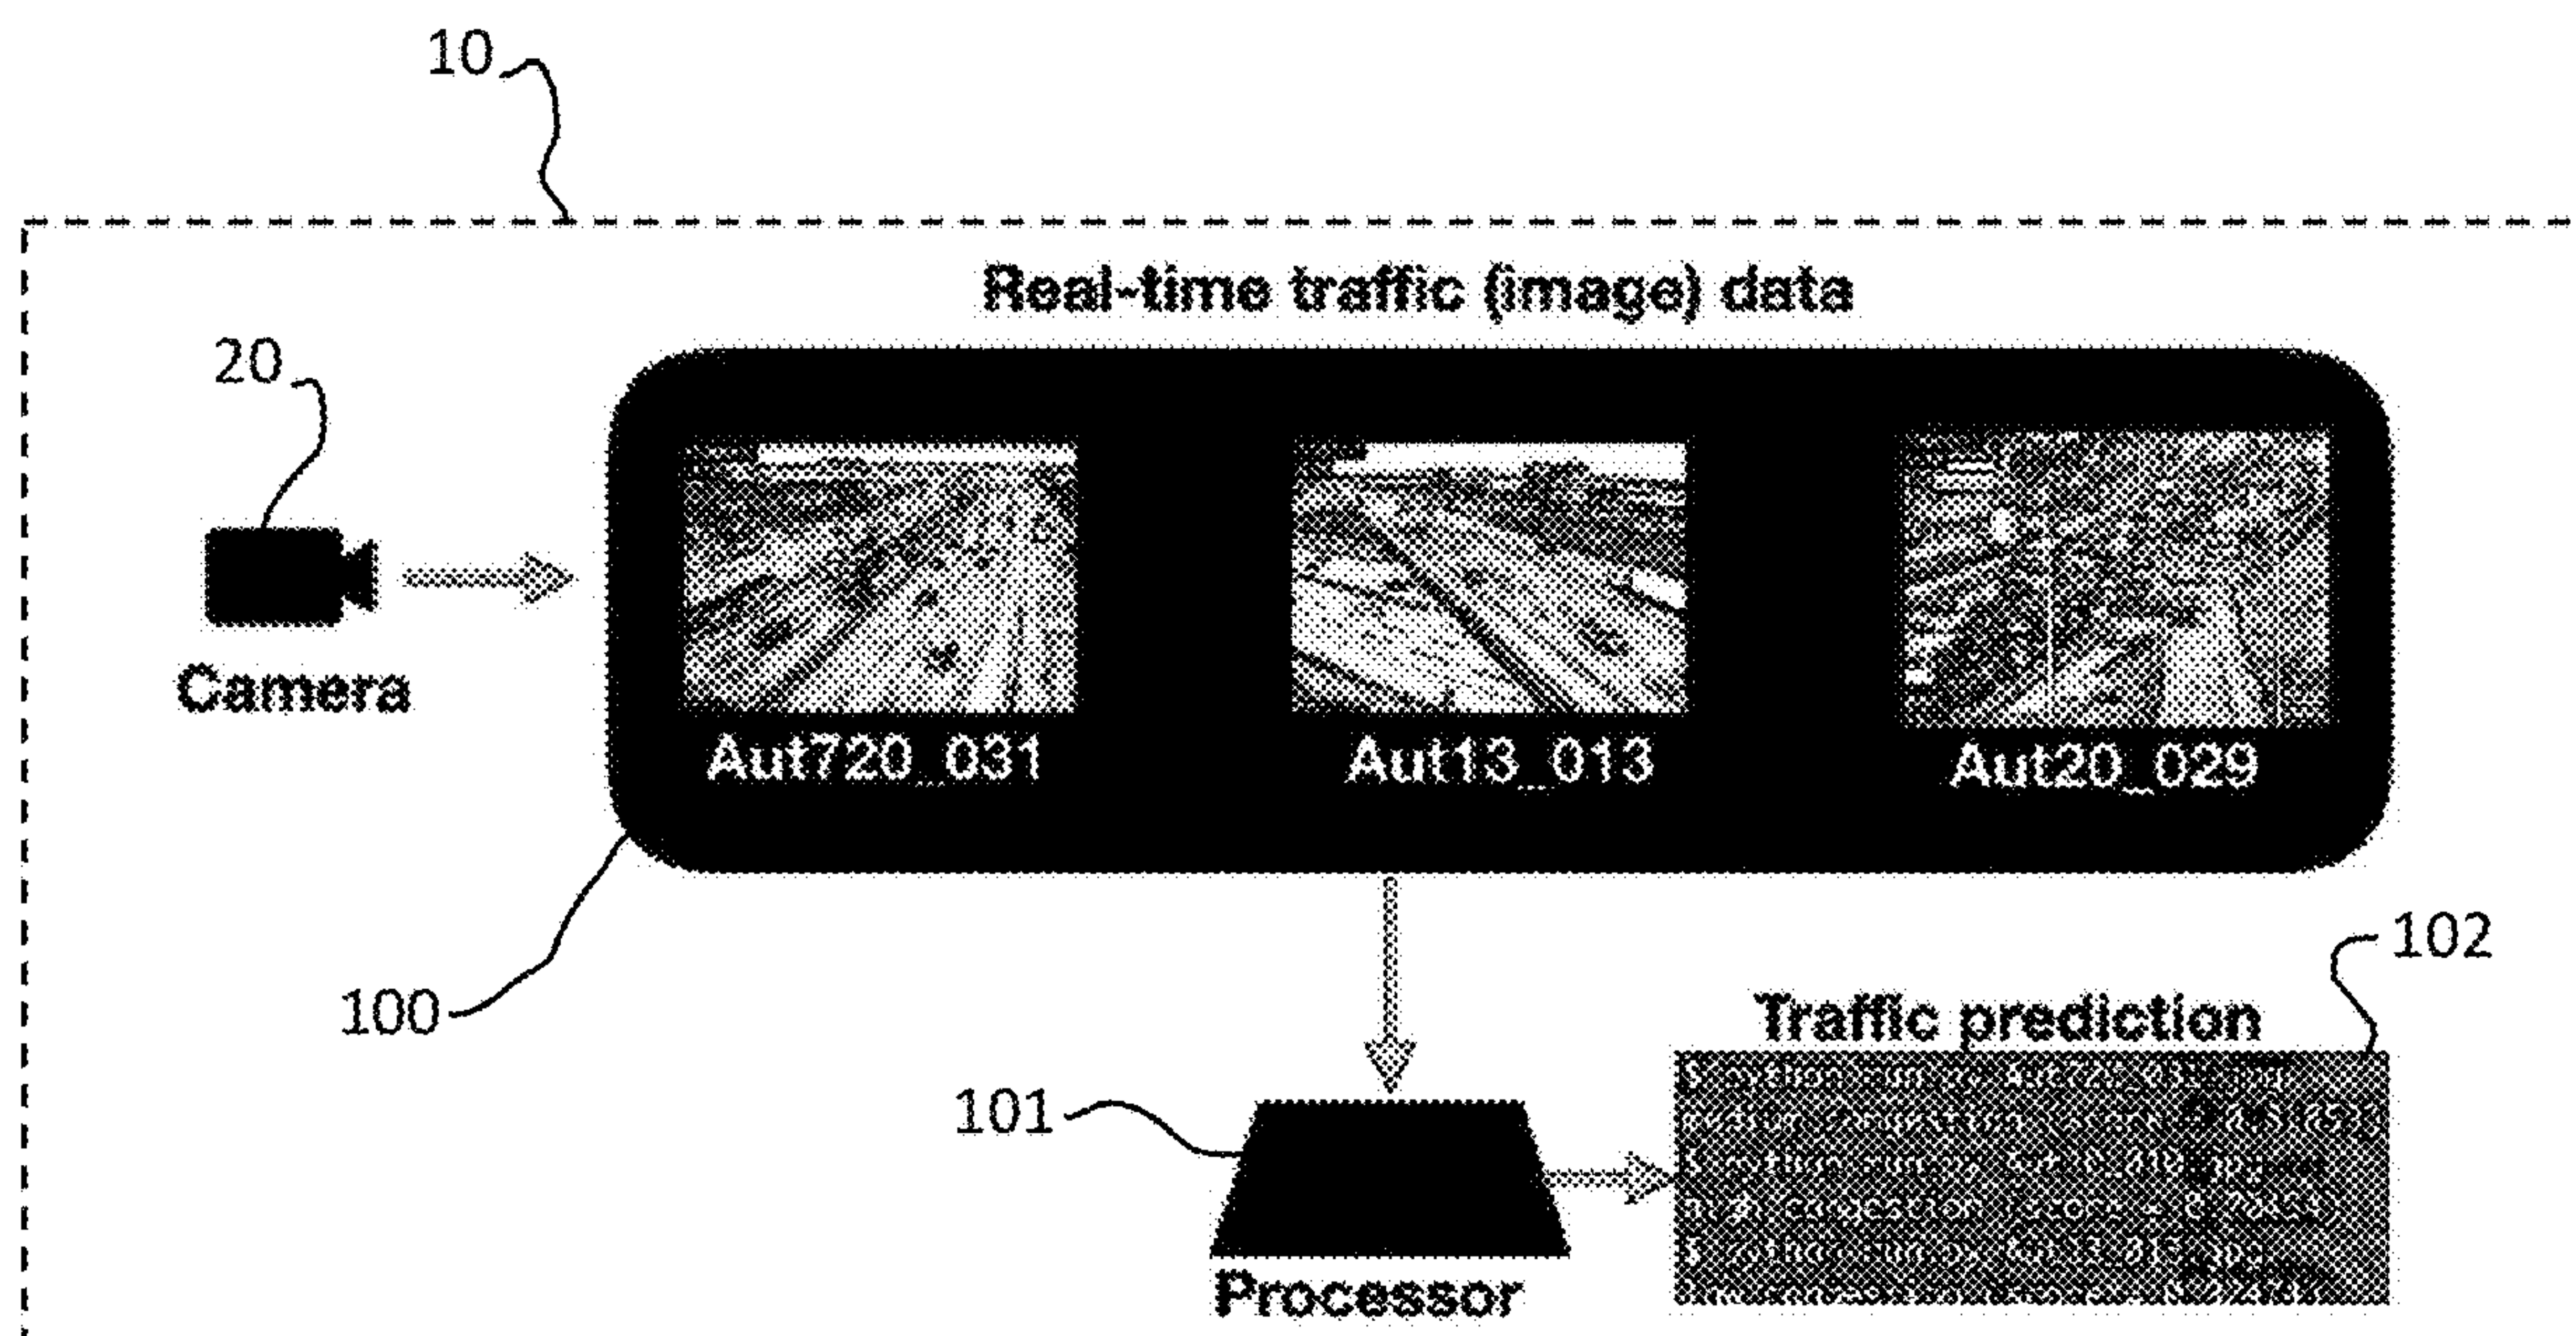 10
Real-time traffic (image) data
20
Camera
Aut720_031 Aut13_013 Aut20_029
100
102
Traffic prediction
101
Processor